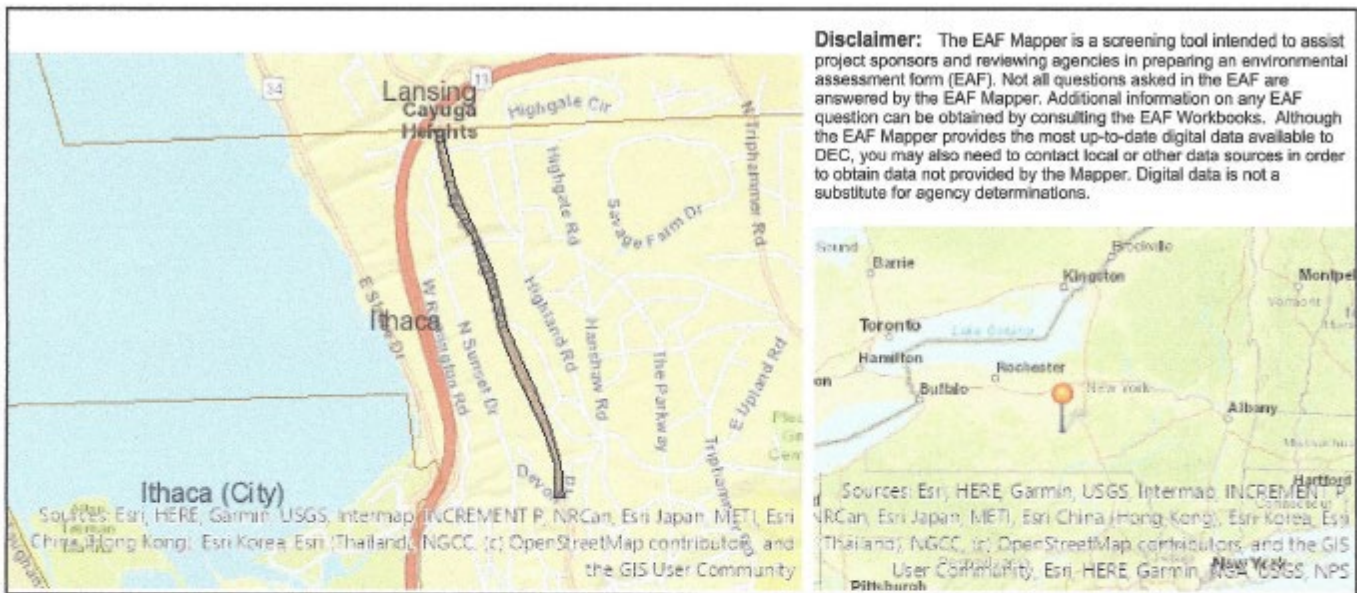 Disclaimer: The EAF Mapper is a screening tool intended to assist
project sponsors and reviewing agencies in preparing an environmental
assessment form (EAF). Not all questions asked in the EAF are
answered by the EAF Mapper. Additional information on any EAF
question can be obtained by consulting the EAF Workbooks. Although
the EAF Mapper provides the most up-to-date digital data available to
DEC, you may also need to contact local or other data sources in order
to obtain data not provided by the Mapper. Digital data is not a
substitute for agency determinations.
34
13
Lansing
Cayuga
Heights
Highgate Cir
N Triphammer Rd
Highgate Rd
Savage Farm Dr
E Shore Dr
Ithaca
W Remington Rd
N Sunset Dr
Highland Rd
Hanshaw Rd
The Parkway
E Upland Rd
Triphammer Rd
Ithaca (City)
Sources: Esri, HERE, Garmin, USGS, Intermap, INCREMENT P, NRCan, Esri Japan, METI, Esri
China (Hong Kong), Esri Korea, Esri (Thailand), NGCC, (c) OpenStreetMap contributors, and
the GIS User Community
Sound
Barrie
Kingston
Brockville
Montpel
Vermont
Toronto
Lake Ontario
Hamilton
Rochester
Buffalo
New York
Albany
Hartford
Sources: Esri, HERE, Garmin, USGS, Intermap, INCREMENT P,
NRCan, Esri Japan, METI, Esri China (Hong Kong), Esri Korea, Esri
(Thailand), NGCC, (c) OpenStreetMap contributors, and the GIS
User Community, Esri, HERE, Garmin, NGA, USGS, NPS
New York
Pittsburgh